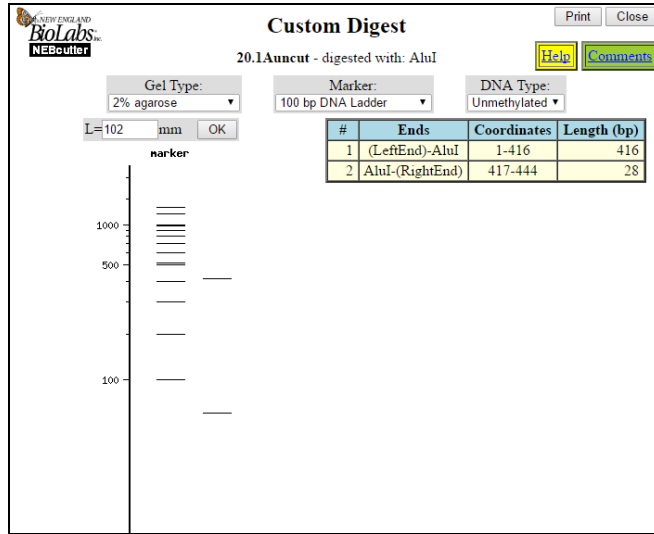 NEW ENGLAND
BioLabs Inc.
NEBcutter
Custom Digest
Print Close
20.1Auncut - digested with: AluI
Help Comments
Gel Type: Marker: DNA Type:
2% agarose ▼ 100 bp DNA Ladder ▼ Unmethylated ▼
L= 102 mm OK
# Ends Coordinates Length (bp)
1 (LeftEnd)-AluI 1-416 416
2 AluI-(RightEnd) 417-444 28
marker
1000
500
100